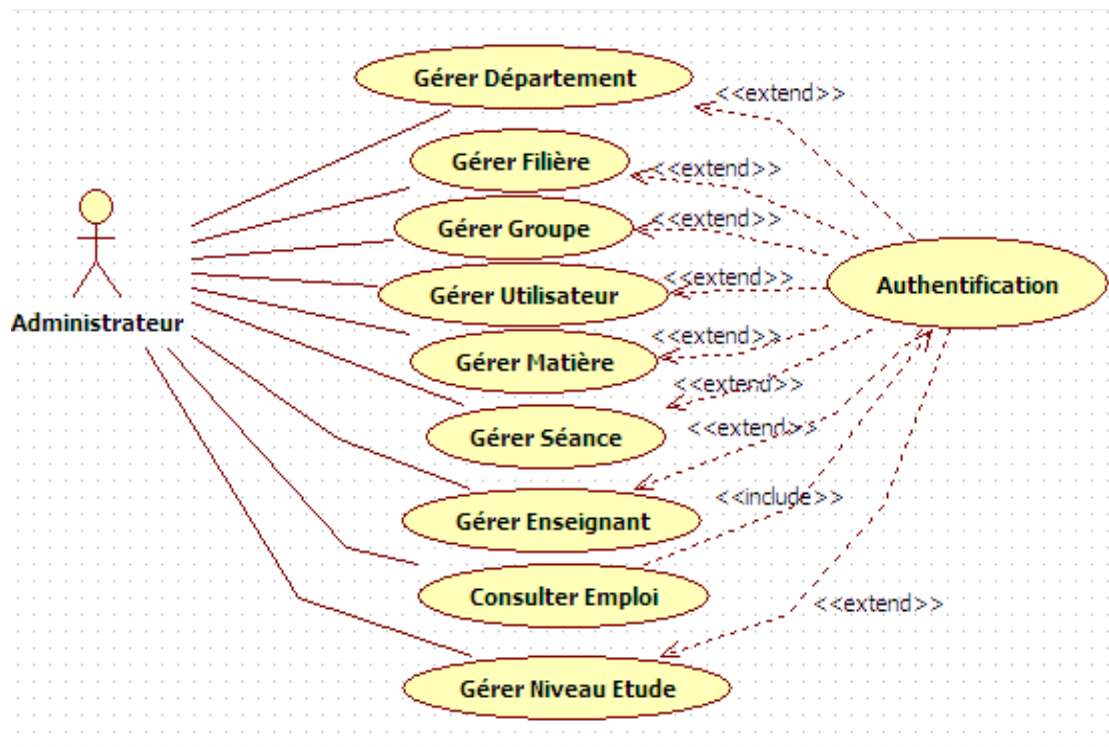 Gérer Département
<<extend>>
Gérer Filière
<<extend>>
Gérer Groupe
<<extend>>
Administrateur
Gérer Utilisateur
<<extend>>
Authentification
Gérer Matière
<<extend>>
Gérer Séance
<<extend>>
<<extend>>
Gérer Enseignant
<<include>>
Consulter Emploi
<<extend>>
Gérer Niveau Etude